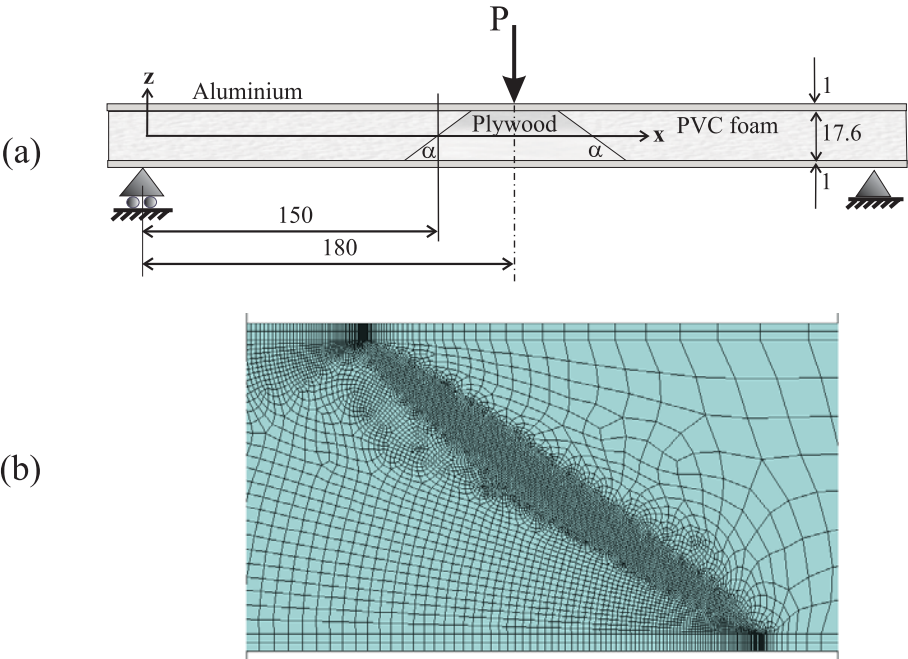 P
z
Aluminium
1
Plywood
x
PVC foam
17.6
(a)
α
α
1
150
180
(b)